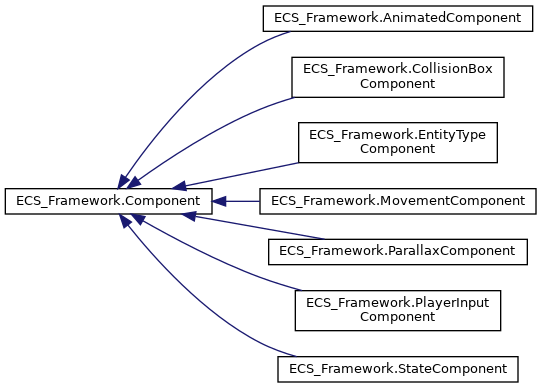 ECS_Framework.AnimatedComponent
ECS_Framework.CollisionBox
Component
ECS_Framework.EntityType
Component
ECS_Framework.Component
ECS_Framework.MovementComponent
ECS_Framework.ParallaxComponent
ECS_Framework.PlayerInput
Component
ECS_Framework.StateComponent